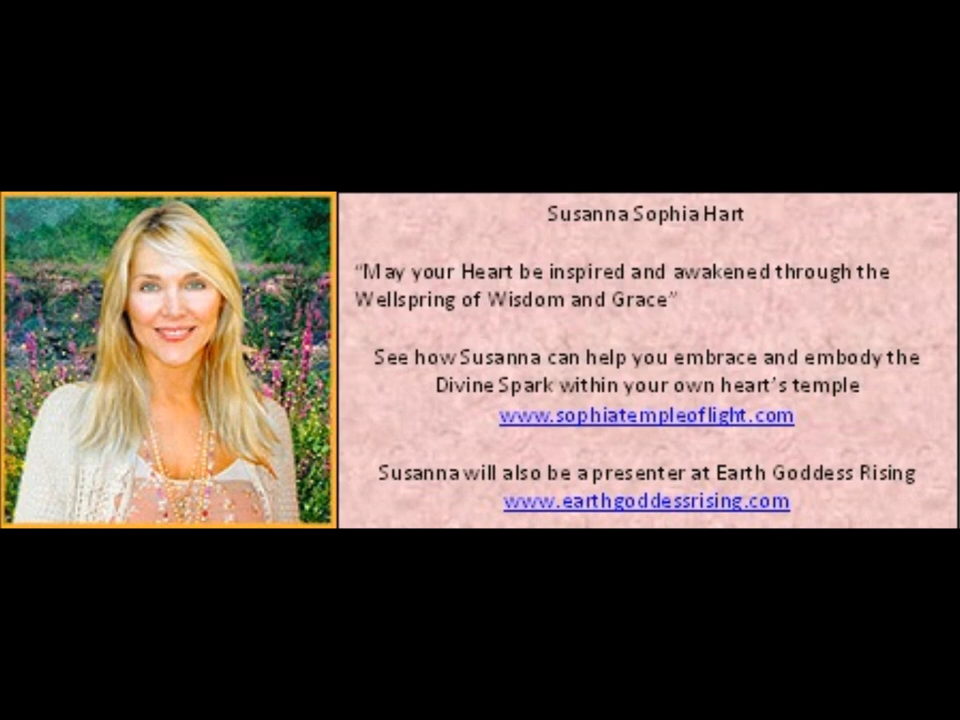 Susanna Sophia Hart
“May your Heart be inspired and awakened through the
Wellspring of Wisdom and Grace”
See how Susanna can help you embrace and embody the
Divine Spark within your own heart’s temple
www.sophiatempleoflight.com
Susanna will also be a presenter at Earth Goddess Rising
www.earthgoddessrising.com